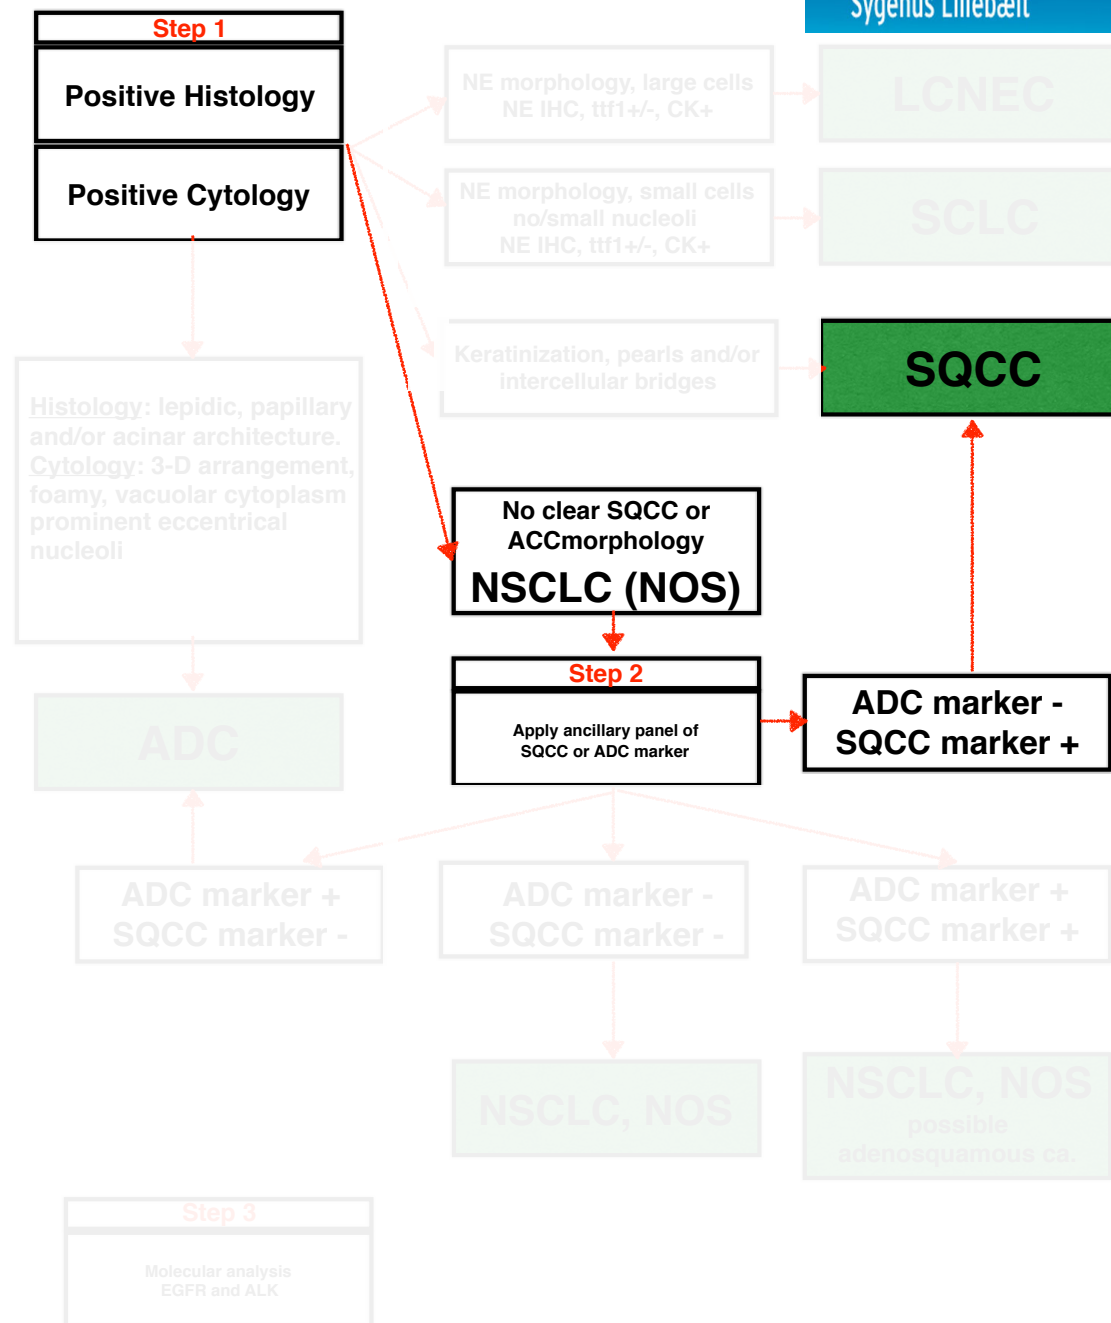 Sygehus Lillebælt
Step 1
Positive Histology
Positive Cytology
NE morphology, large cells
NE IHC, ttf1+/-, CK+
LCNEC
NE morphology, small cells
no/small nucleoli
NE IHC, ttf1+/-, CK+
SCLC
Keratinization, pearls and/or
intercellular bridges
SQCC
Histology: lepidic, papillary
and/or acinar architecture.
Cytology: 3-D arrangement,
foamy, vacuolar cytoplasm
prominent eccentrical
nucleoli
No clear SQCC or
ACCmorphology
NSCLC (NOS)
Step 2
Apply ancillary panel of
SQCC or ADC marker
ADC marker -
SQCC marker +
ADC
ADC marker +
SQCC marker -
ADC marker -
SQCC marker -
ADC marker +
SQCC marker +
NSCLC, NOS
NSCLC, NOS
possible
adenosquamous ca.
Step 3
Molecular analysis
EGFR and ALK